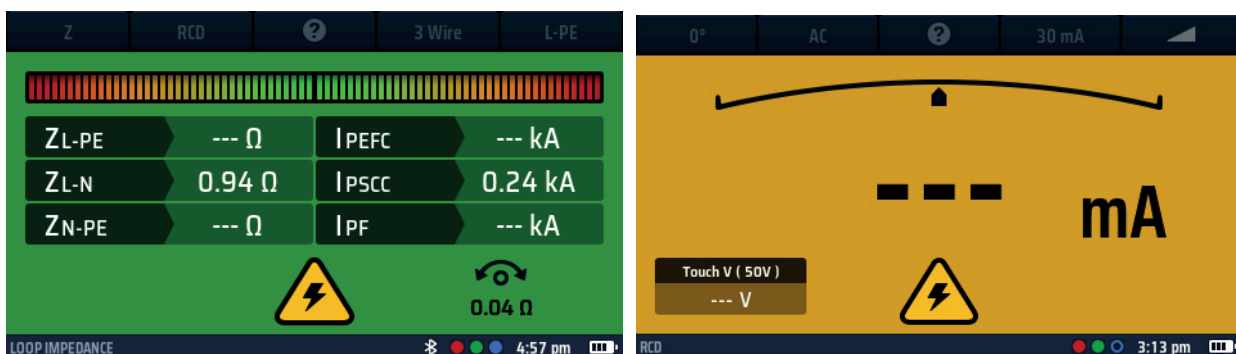 Z RCD ? 3 Wire L-PE
ZL-PE --- Ω IPEFC --- kA
ZL-N 0.94 Ω IPSCC 0.24 kA
ZN-PE --- Ω IPF --- kA
0.04 Ω
LOOP IMPEDANCE 4:57 pm
0° AC ? 30 mA
--- mA
Touch V ( 50V )
--- V
RCD 3:13 pm